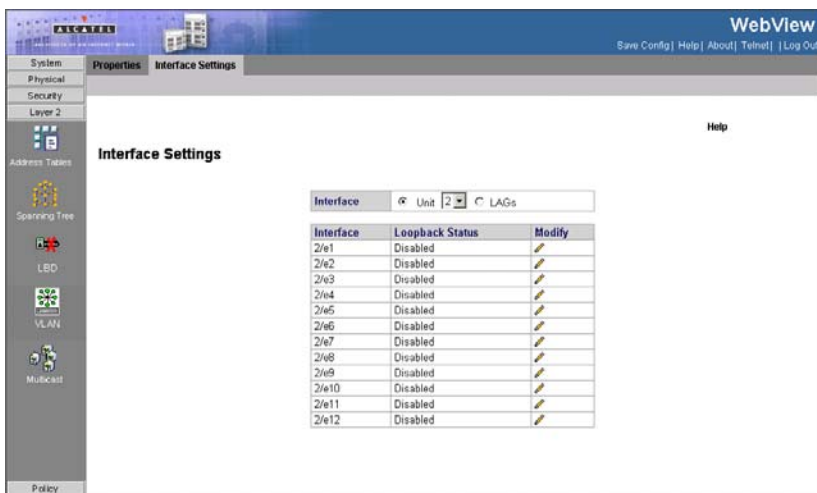 ALCATEL
WebView
Save Config| Help| About| Telnet| |Log Out
System
Physical
Security
Layer 2
Address Tables
Spanning Tree
LBD
VLAN
Multicast
Policy
Properties Interface Settings
Help
Interface Settings
Interface Unit 2 LAGs
Interface Loopback Status Modify
2/e1 Disabled
2/e2 Disabled
2/e3 Disabled
2/e4 Disabled
2/e5 Disabled
2/e6 Disabled
2/e7 Disabled
2/e8 Disabled
2/e9 Disabled
2/e10 Disabled
2/e11 Disabled
2/e12 Disabled